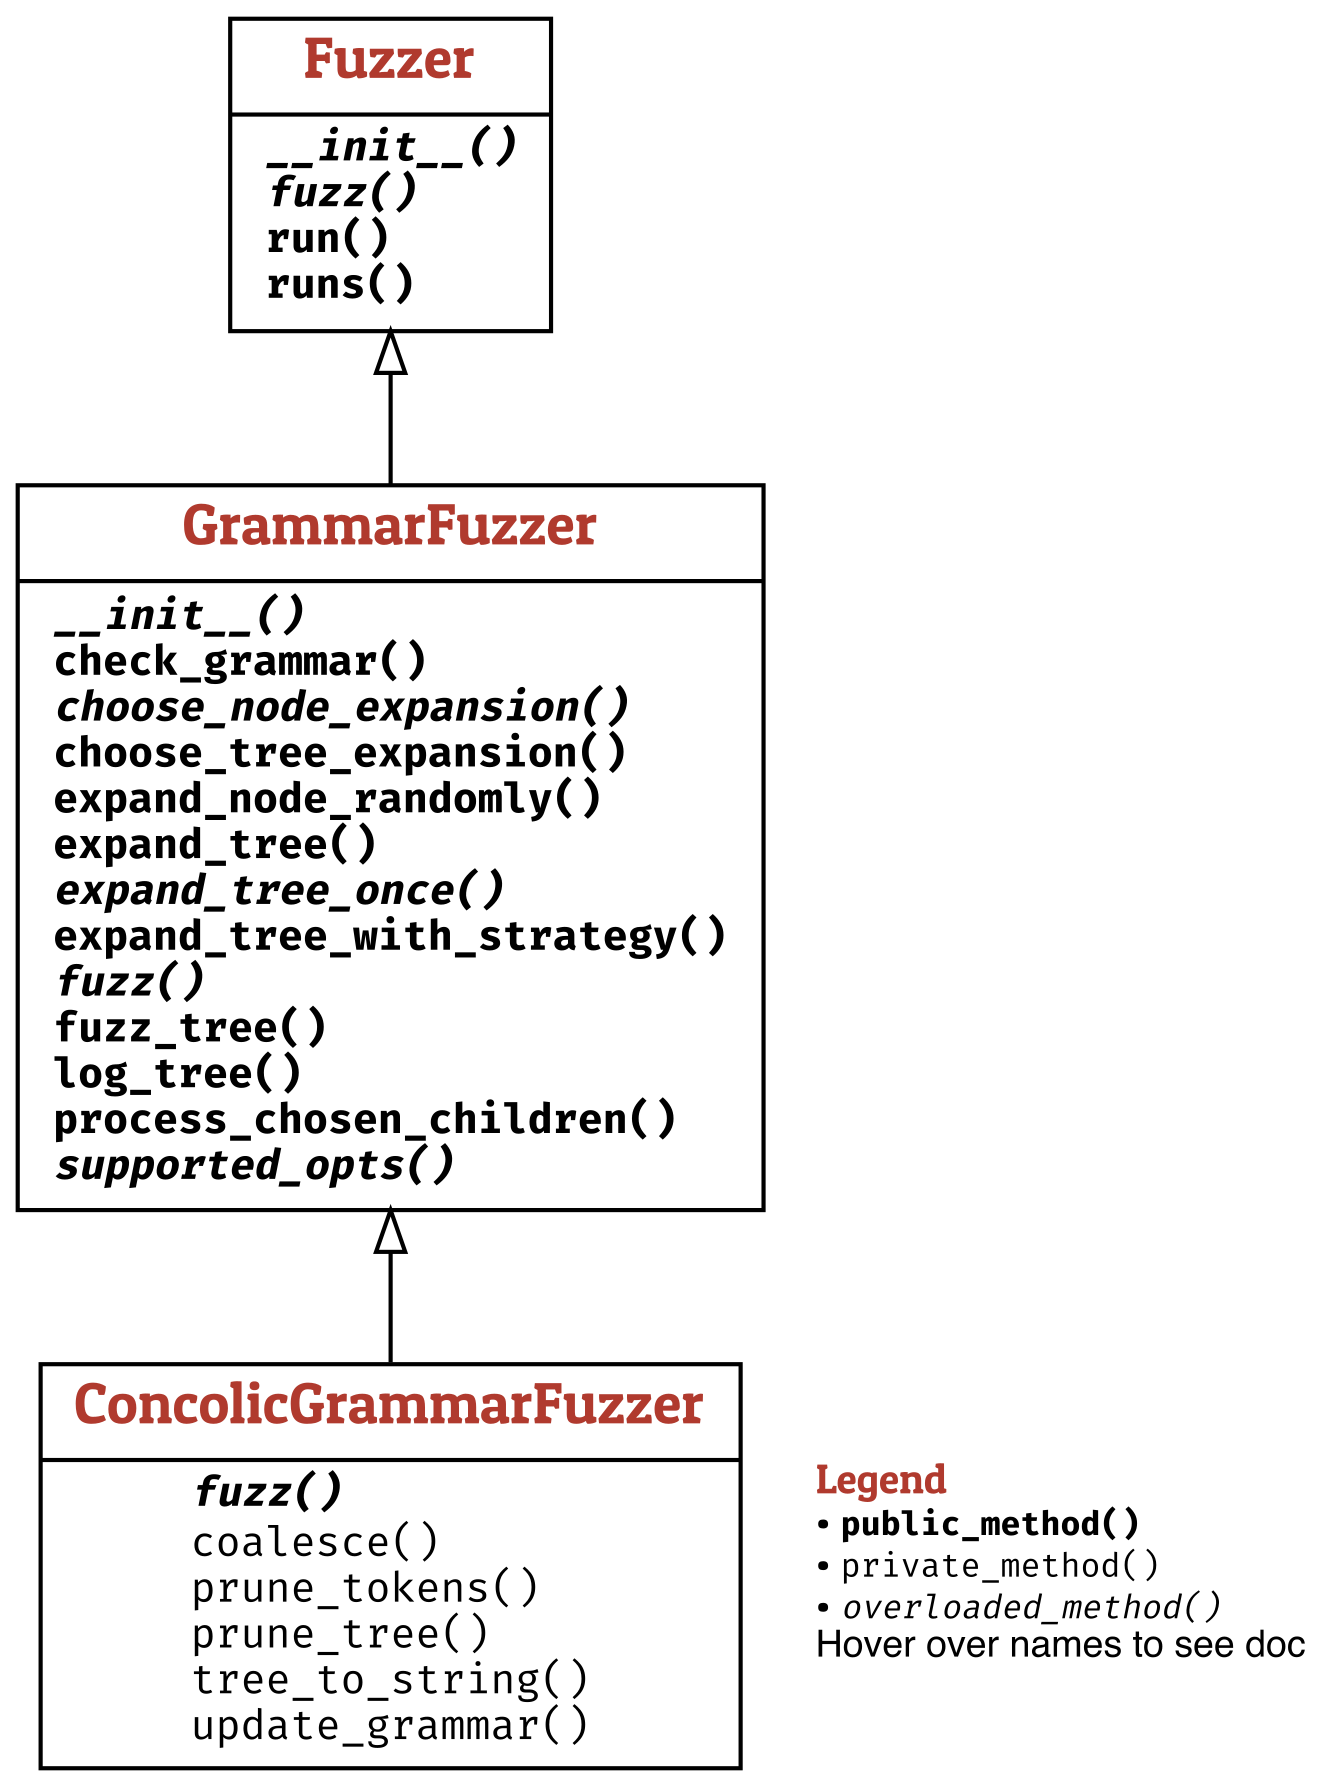 Fuzzer
__init__()
fuzz()
run()
runs()
GrammarFuzzer
__init__()
check_grammar()
choose_node_expansion()
choose_tree_expansion()
expand_node_randomly()
expand_tree()
expand_tree_once()
expand_tree_with_strategy()
fuzz()
fuzz_tree()
log_tree()
process_chosen_children()
supported_opts()
ConcolicGrammarFuzzer
fuzz()
coalesce()
prune_tokens()
prune_tree()
tree_to_string()
update_grammar()
Legend
• public_method()
• private_method()
• overloaded_method()
Hover over names to see doc